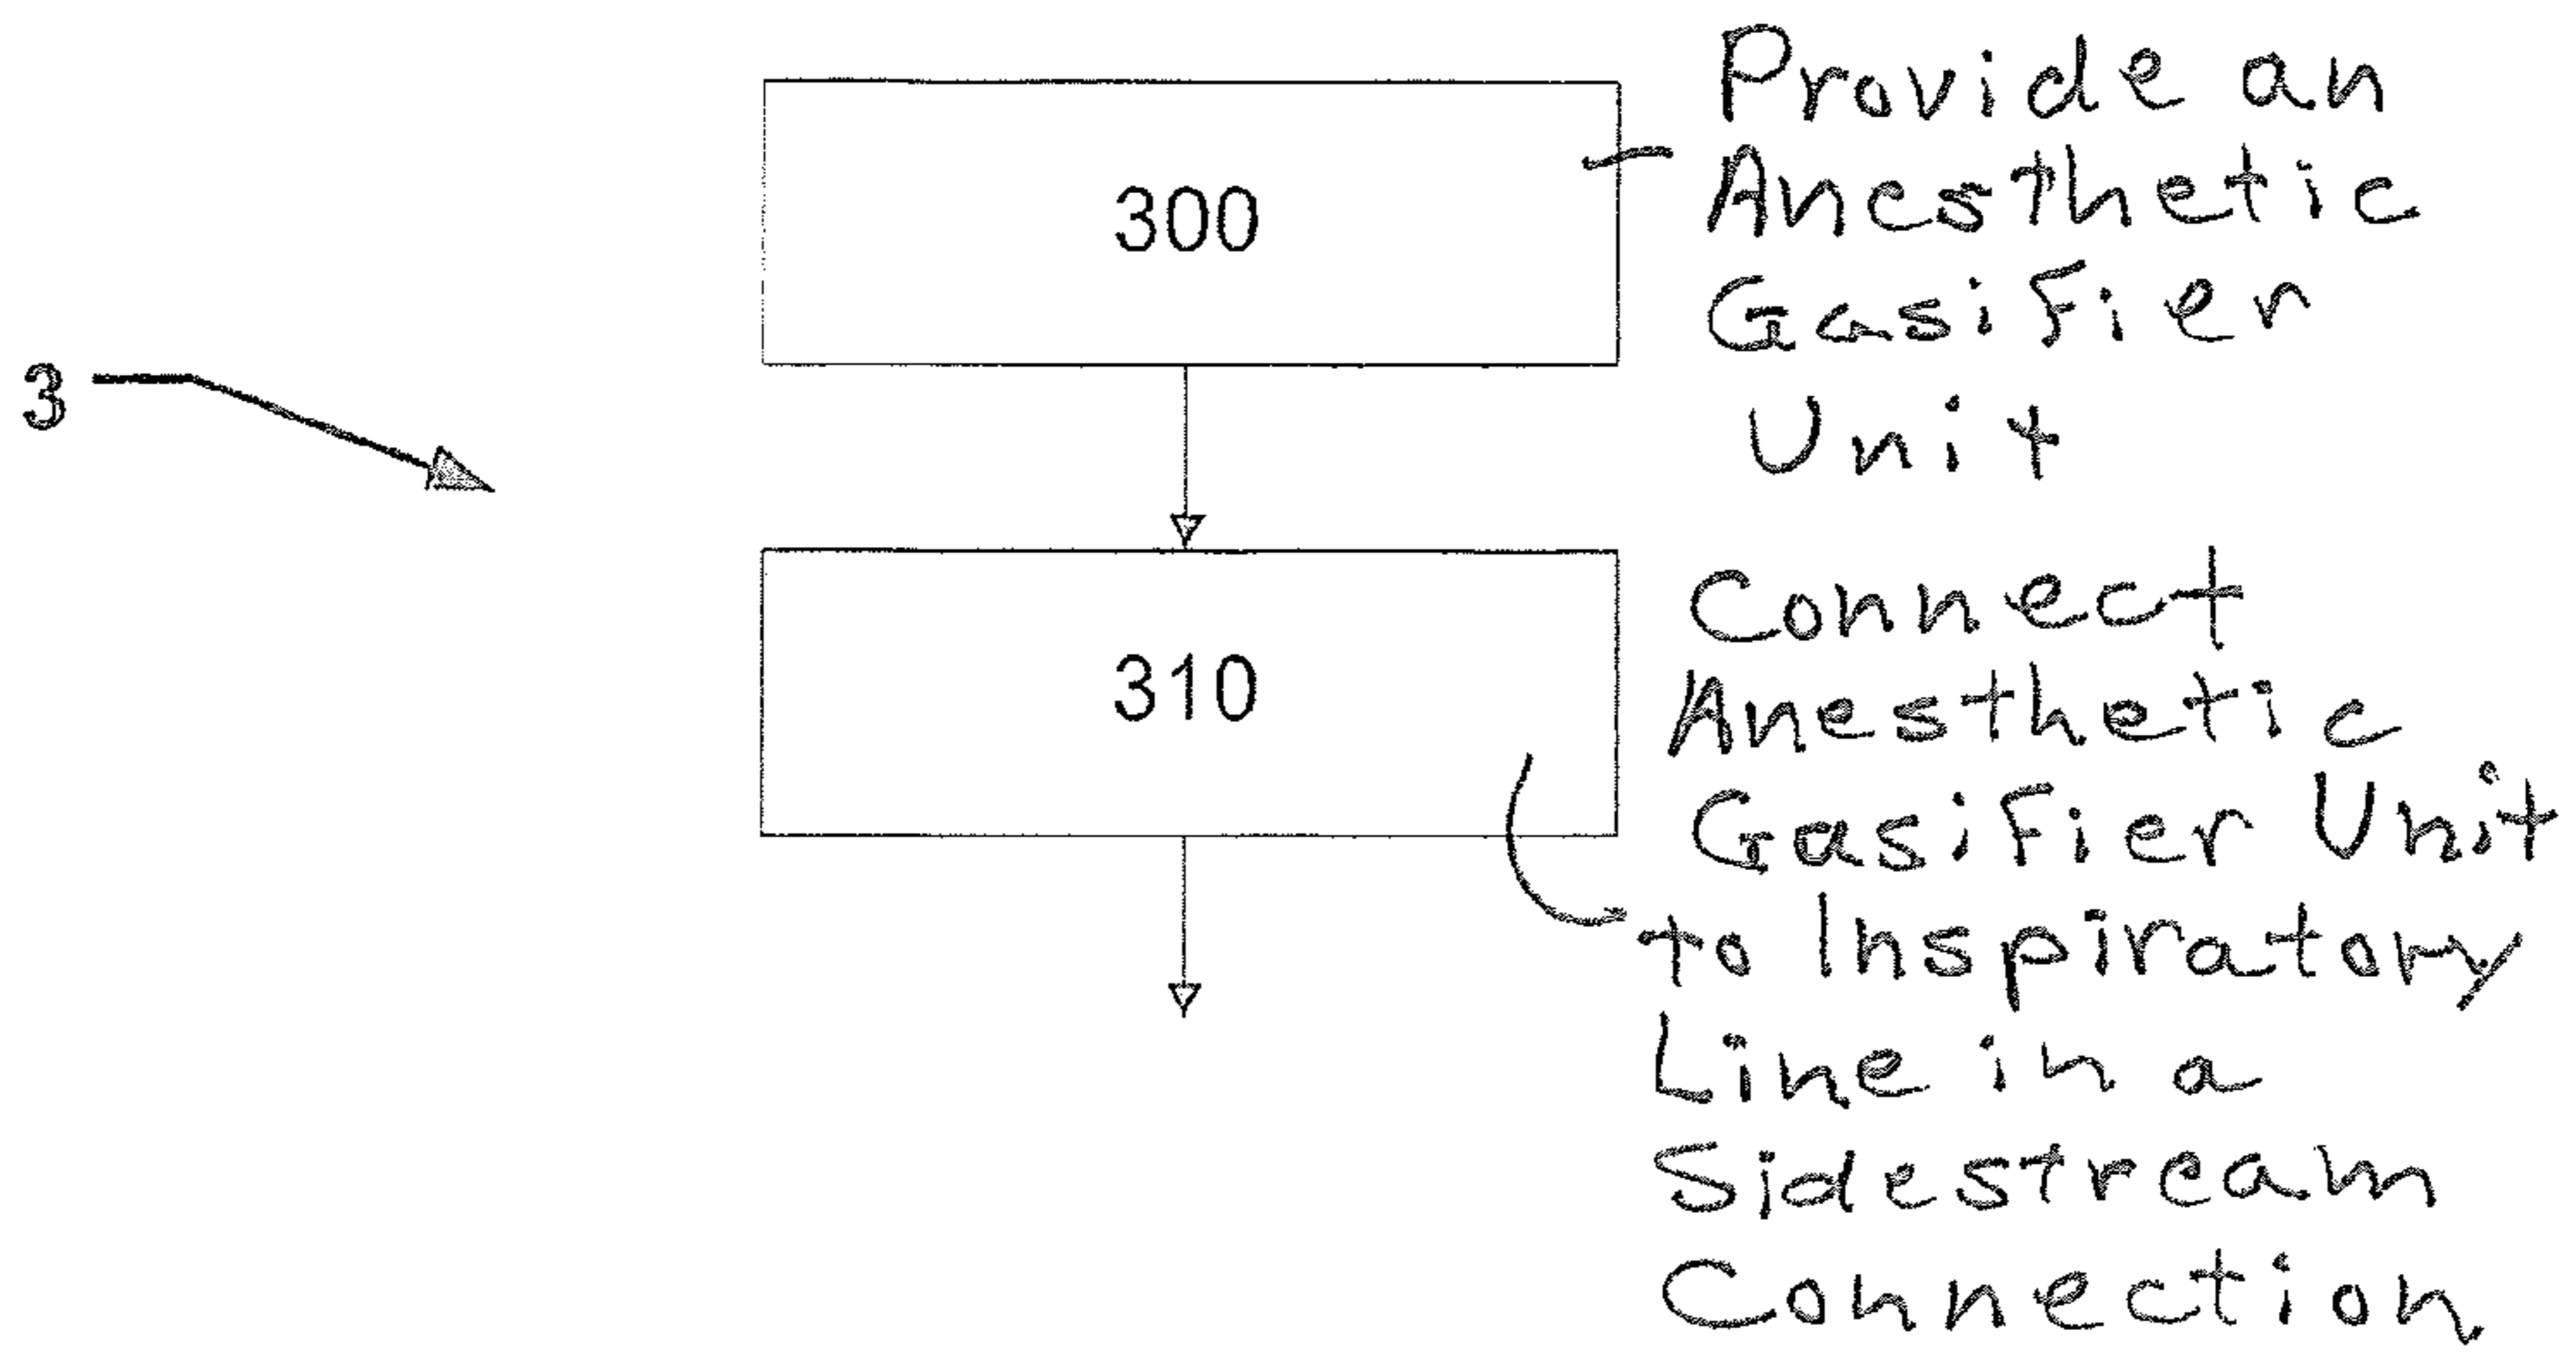 300
Provide an
Anesthetic
Gasifier
Unit
3
310
Connect
Anesthetic
Gasifier Unit
to Inspiratory
Line in a
Sidestream
Connection